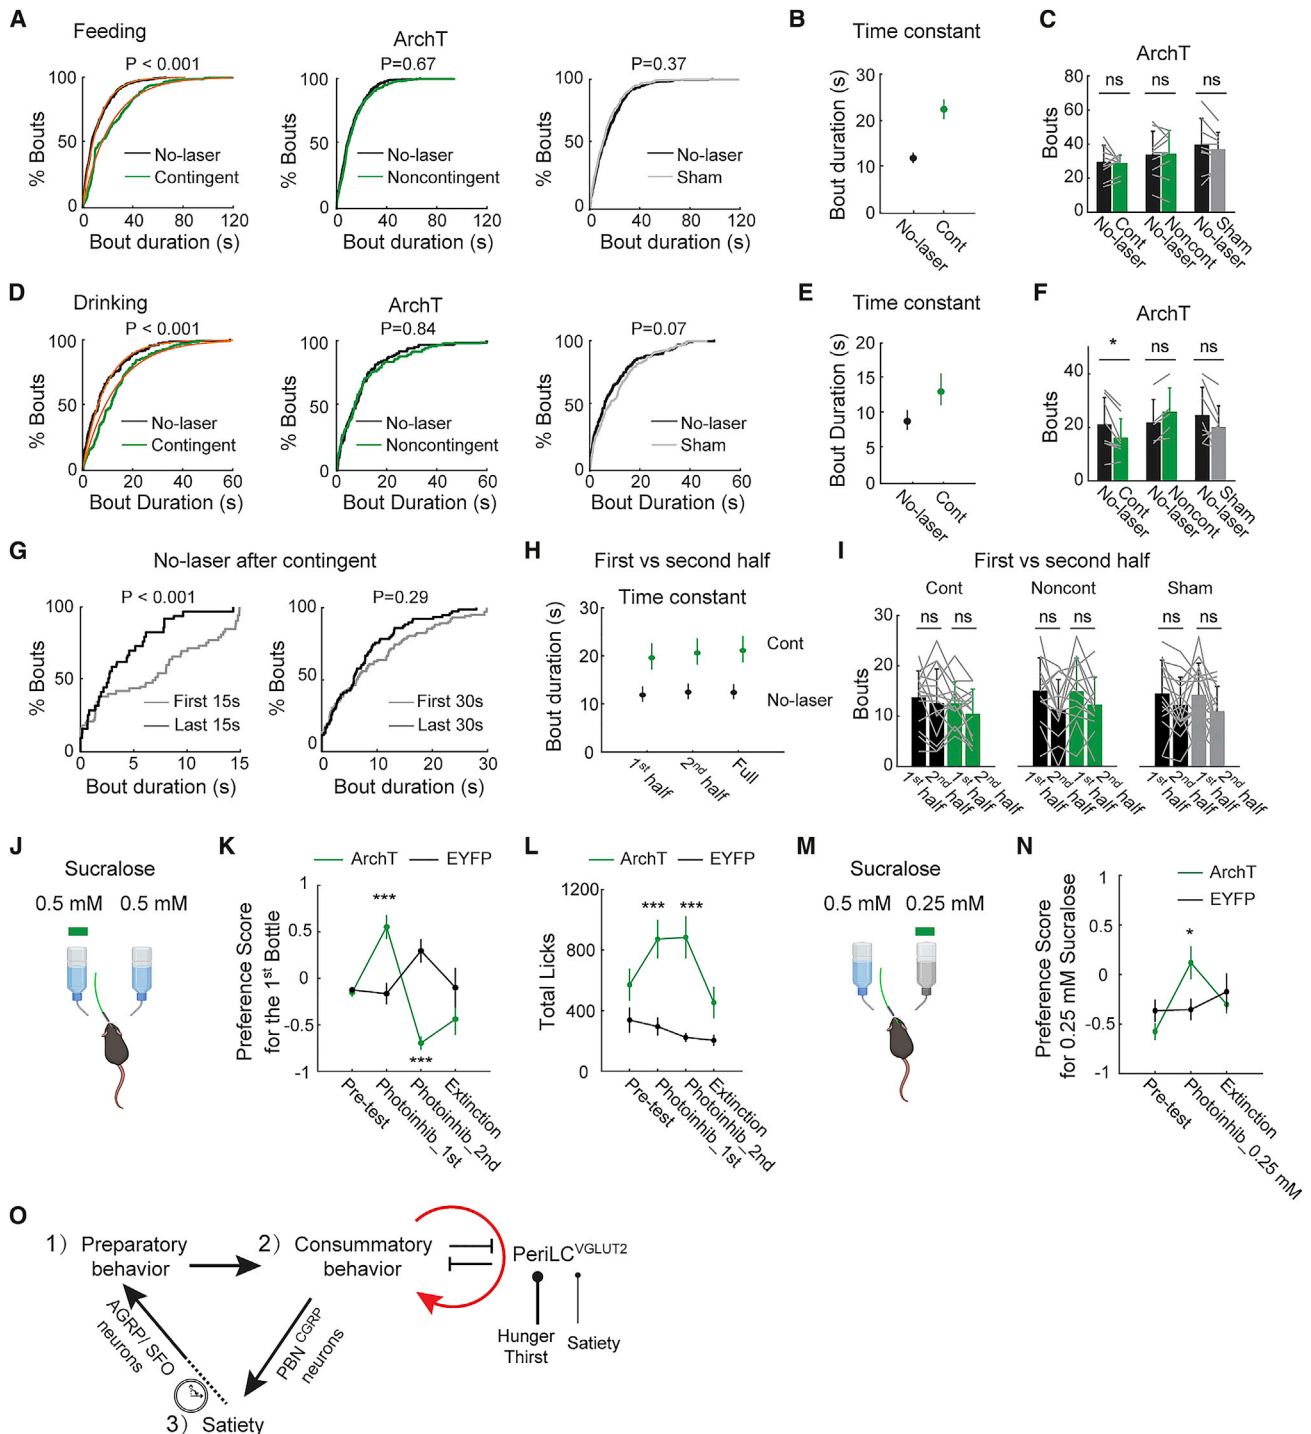 A
Feeding
ArchT
P < 0.001
P=0.67
P=0.37
% Bouts
100
50
0
No-laser
Contingent
0 40 80 120
Bout duration (s)
% Bouts
100
50
0
No-laser
Noncontingent
0 40 80 120
Bout duration (s)
% Bouts
100
50
0
No-laser
Sham
0 40 80 120
Bout duration (s)
B
Time constant
Bout duration (s)
30
20
10
0
No-laser
Cont
C
ArchT
Bouts
80
60
40
20
0
ns ns ns
No-laser
Cont
No-laser
Noncont
No-laser
Sham
D
Drinking
ArchT
P < 0.001
P=0.84
P=0.07
% Bouts
100
50
0
No-laser
Contingent
0 20 40 60
Bout Duration (s)
% Bouts
100
50
0
No-laser
Noncontingent
0 20 40 60
Bout Duration (s)
% Bouts
100
50
0
No-laser
Sham
0 20 40 60
Bout Duration (s)
E
Time constant
Bout Duration (s)
20
15
10
5
0
No-laser
Cont
F
ArchT
Bouts
40
20
0
* ns ns
No-laser
Cont
No-laser
Noncont
No-laser
Sham
G
No-laser after contingent
P < 0.001
P=0.29
% Bouts
100
50
0
First 15s
Last 15s
0 5 10 15
Bout duration (s)
% Bouts
100
50
0
First 30s
Last 30s
0 10 20 30
Bout duration (s)
H
First vs second half
Time constant
Bout duration (s)
30
20
10
0
Cont
No-laser
1st half
2nd half
Full
I
First vs second half
Cont Noncont Sham
Bouts
30
20
10
0
ns ns ns ns ns ns
1st half
2nd half
1st half
2nd half
1st half
2nd half
1st half
2nd half
1st half
2nd half
1st half
2nd half
J
Sucralose
0.5 mM 0.5 mM
K
ArchT EYFP
Preference Score
for the 1st Bottle
1
0.5
0
-0.5
-1
***
***
Pre-test
Photoinhib_1st
Photoinhib_2nd
Extinction
L
ArchT EYFP
Total Licks
1200
800
400
0
*** ***
Pre-test
Photoinhib_1st
Photoinhib_2nd
Extinction
M
Sucralose
0.5 mM 0.25 mM
N
ArchT
EYFP
Preference Score
for 0.25 mM Sucralose
1
0.5
0
-0.5
-1
*
Pre-test
Photoinhib_0.25 mM
Extinction
O
1) Preparatory
behavior
2) Consummatory
behavior
PeriLC VGLUT2
Hunger
Thirst
Satiety
AGRP/ SFO
neurons
PBN CGRP
neurons
3) Satiety